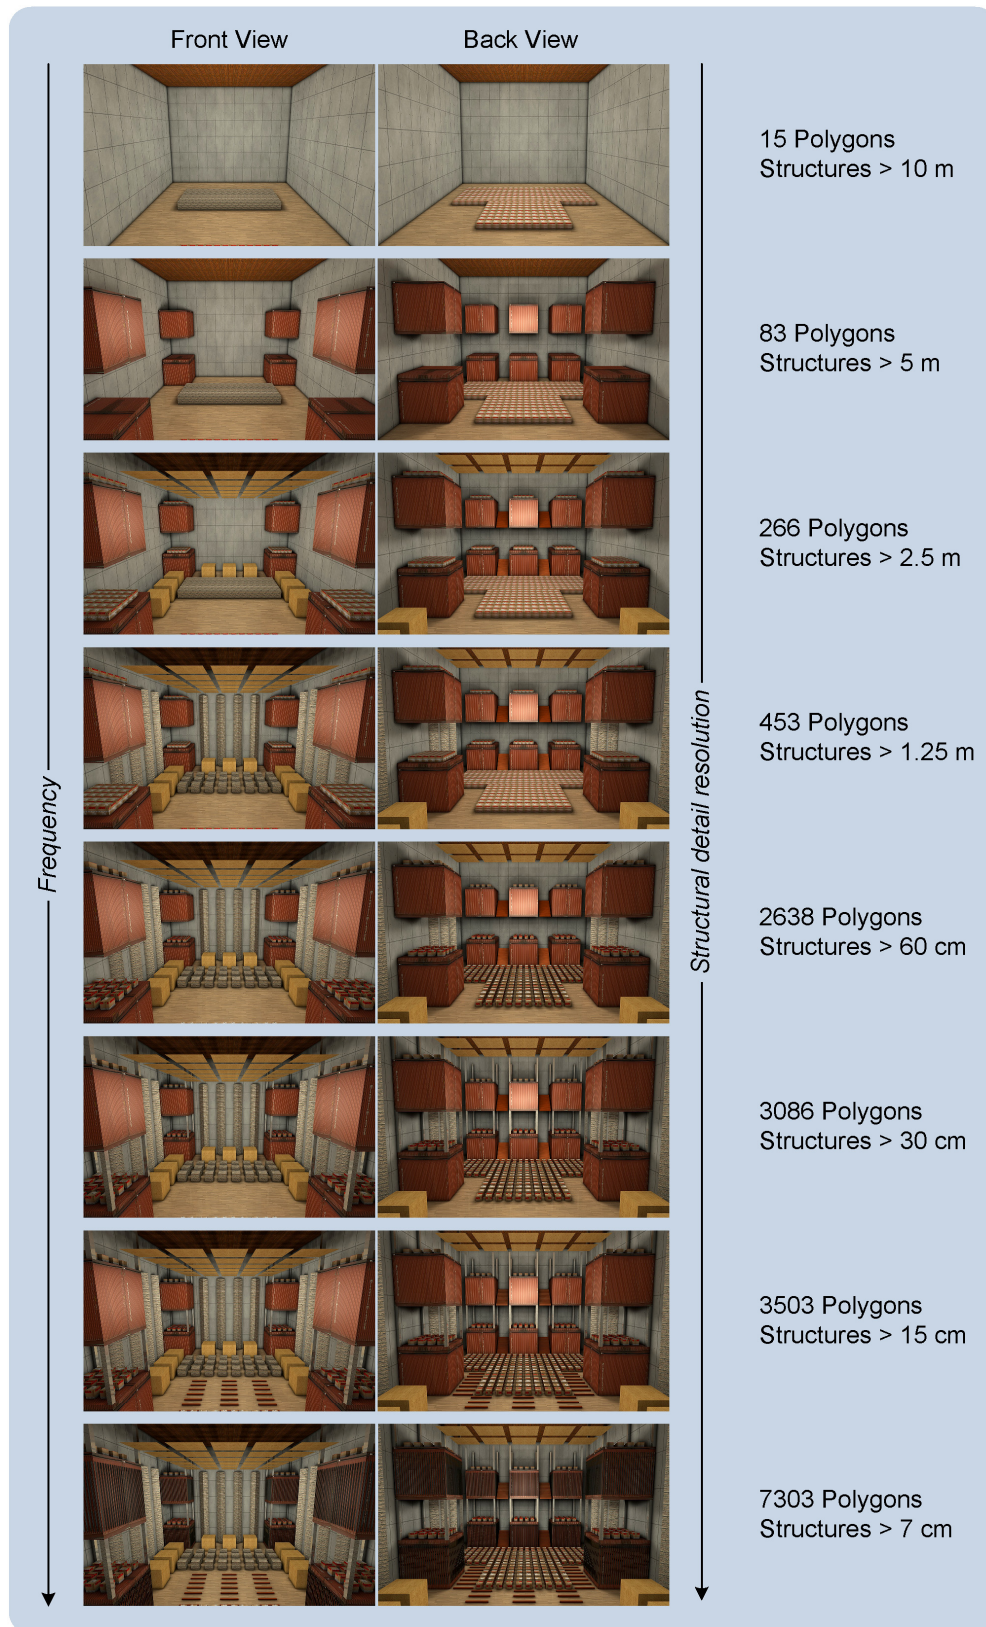 Front View
Back View
15 Polygons
Structures > 10 m
83 Polygons
Structures > 5 m
266 Polygons
Structures > 2.5 m
453 Polygons
Structures > 1.25 m
2638 Polygons
Structures > 60 cm
3086 Polygons
Structures > 30 cm
3503 Polygons
Structures > 15 cm
7303 Polygons
Structures > 7 cm
Frequency
Structural detail resolution